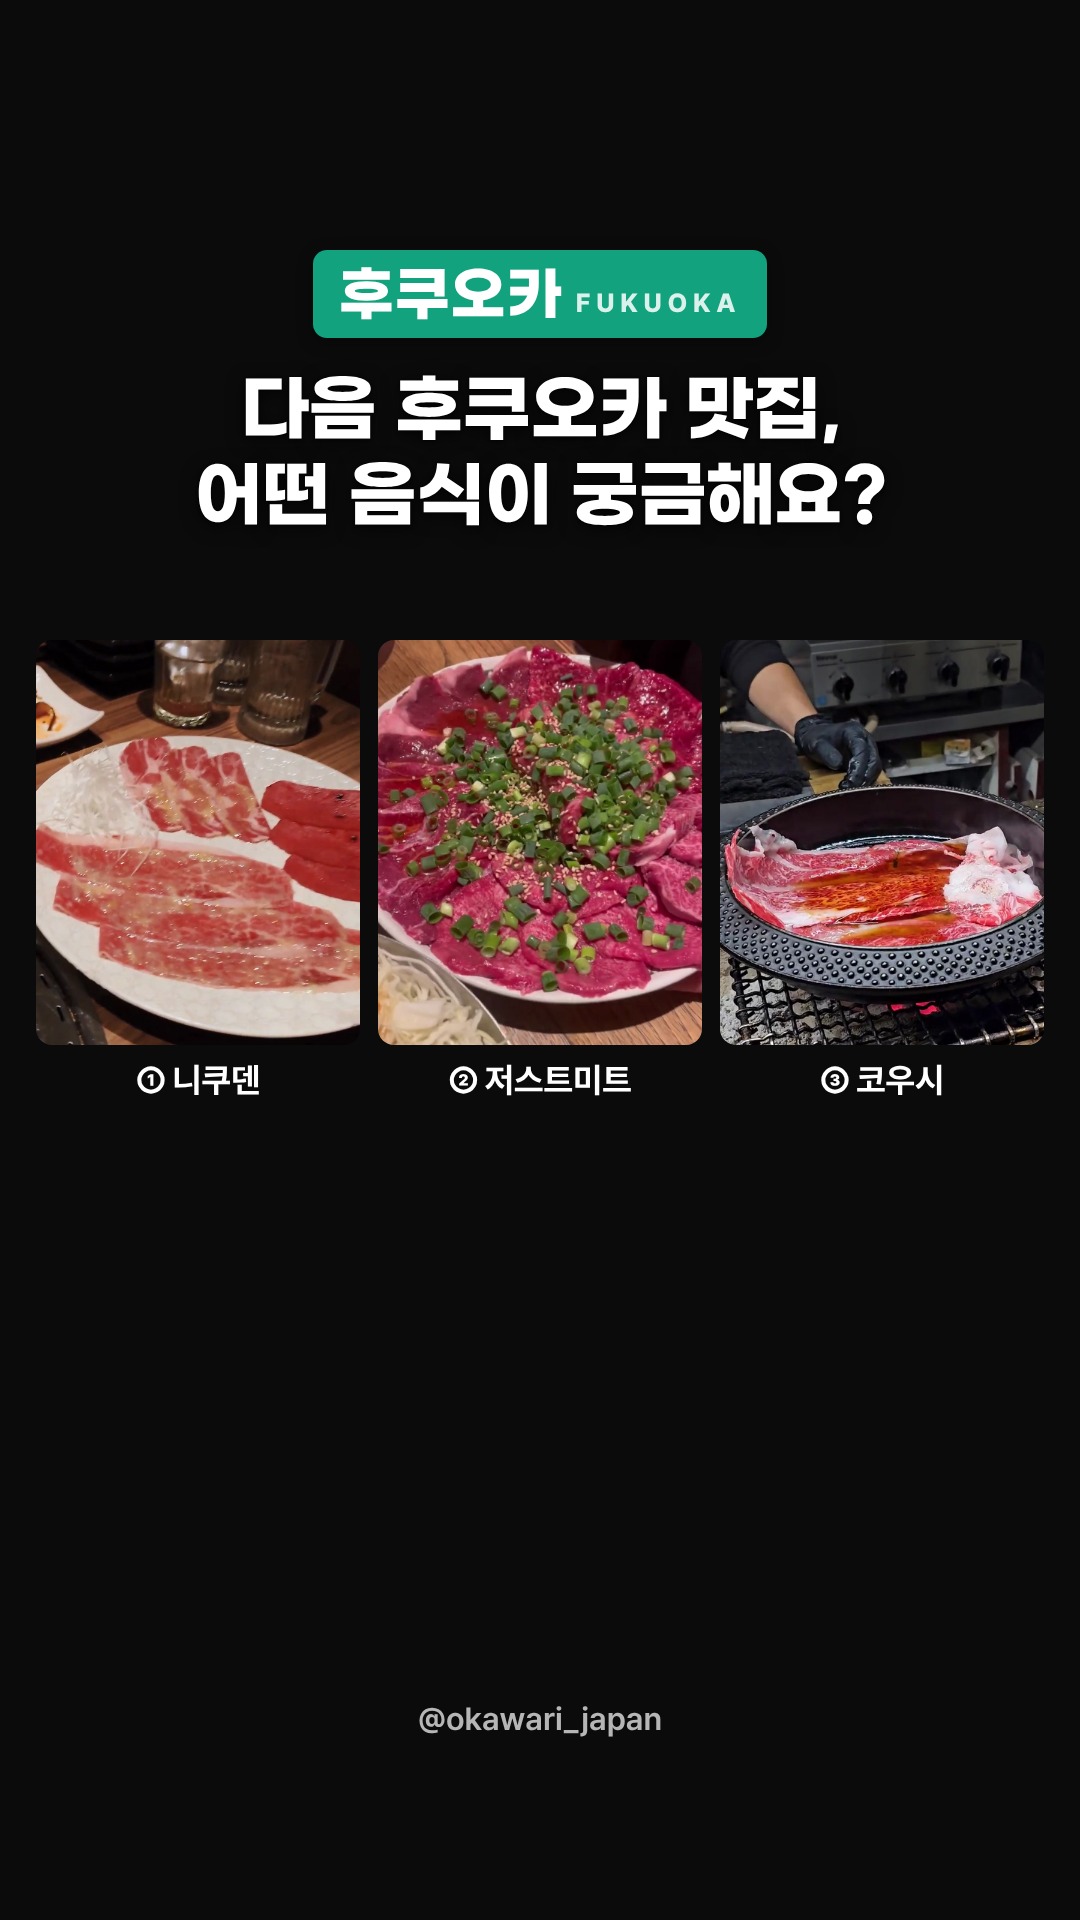 후쿠오카 FUKUOKA
다음 후쿠오카 맛집,
어떤 음식이 궁금해요?
① 니쿠덴
② 저스트미트
③ 코우시
@okawari_japan